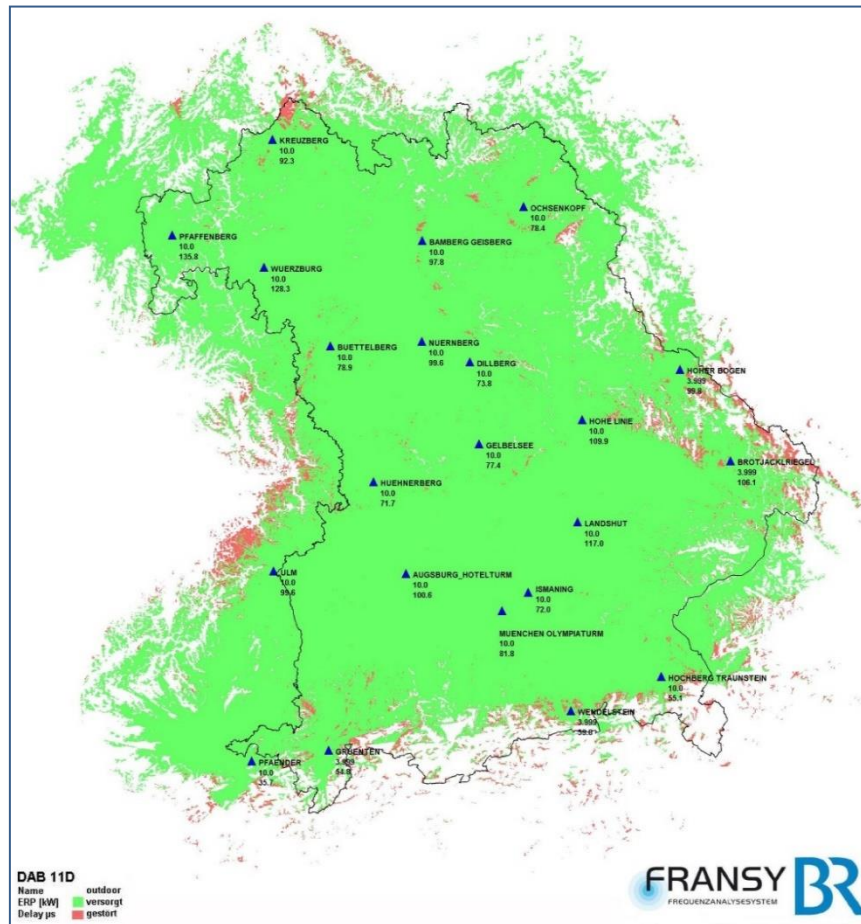 KREUZBERG
10.0
92.3
OCHSENKOPF
10.0
78.4
PFAFFENBERG
10.0
135.8
BAMBERG GEISBERG
10.0
97.8
WUERZBURG
10.0
128.3
BUETTELBERG
10.0
78.9
NUERNBERG
10.0
99.6
DILLBERG
10.0
73.8
HOHER BOGEN
3.999
99.8
HOHE LINIE
10.0
109.9
GELBELSEE
10.0
77.4
BROTJACKLRIEGEL
3.999
106.1
HUEHNERBERG
10.0
71.7
LANDSHUT
10.0
117.0
ULM
10.0
99.6
AUGSBURG_HOTELTURM
10.0
100.6
ISMANING
10.0
72.0
MUENCHEN OLYMPIATURM
10.0
81.8
HOCHBERG TRAUNSTEIN
10.0
55.1
WENDELSTEIN
3.999
GRUENTEN
3.999
54.8
PFAENDER
10.0
35.7
DAB 11D
Name outdoor
ERP [kW] versorgt
Delay µs gestört
FRANSY
FREQUENZANALYSESYSTEM
BR